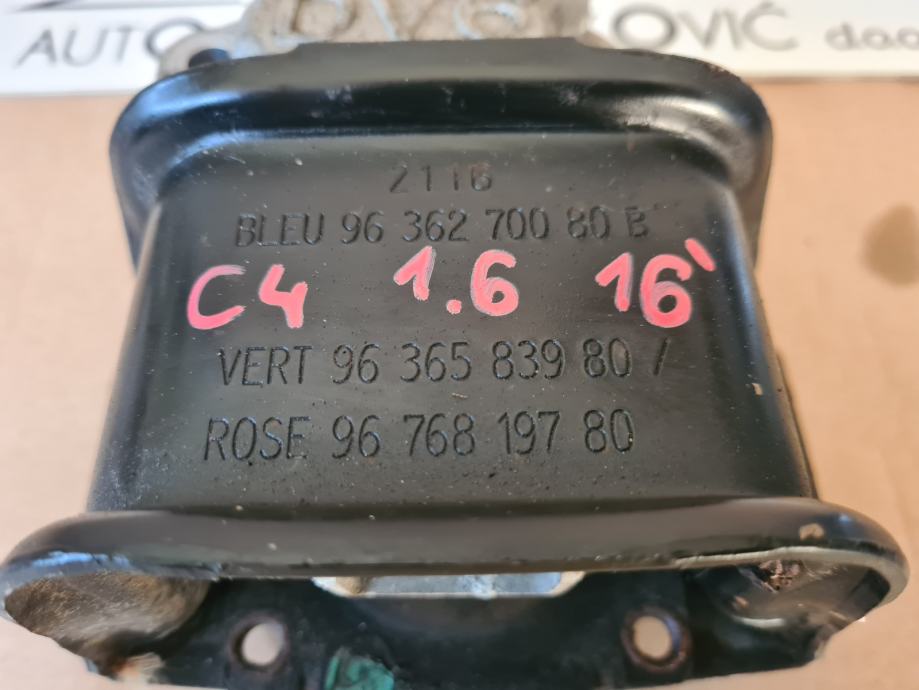 AUTO OVIĆ d.o.o
2116
BLEU 96 362 700 80 B
C4 1.6 16'
VERT 96 365 839 80 /
ROSE 96 768 197 80